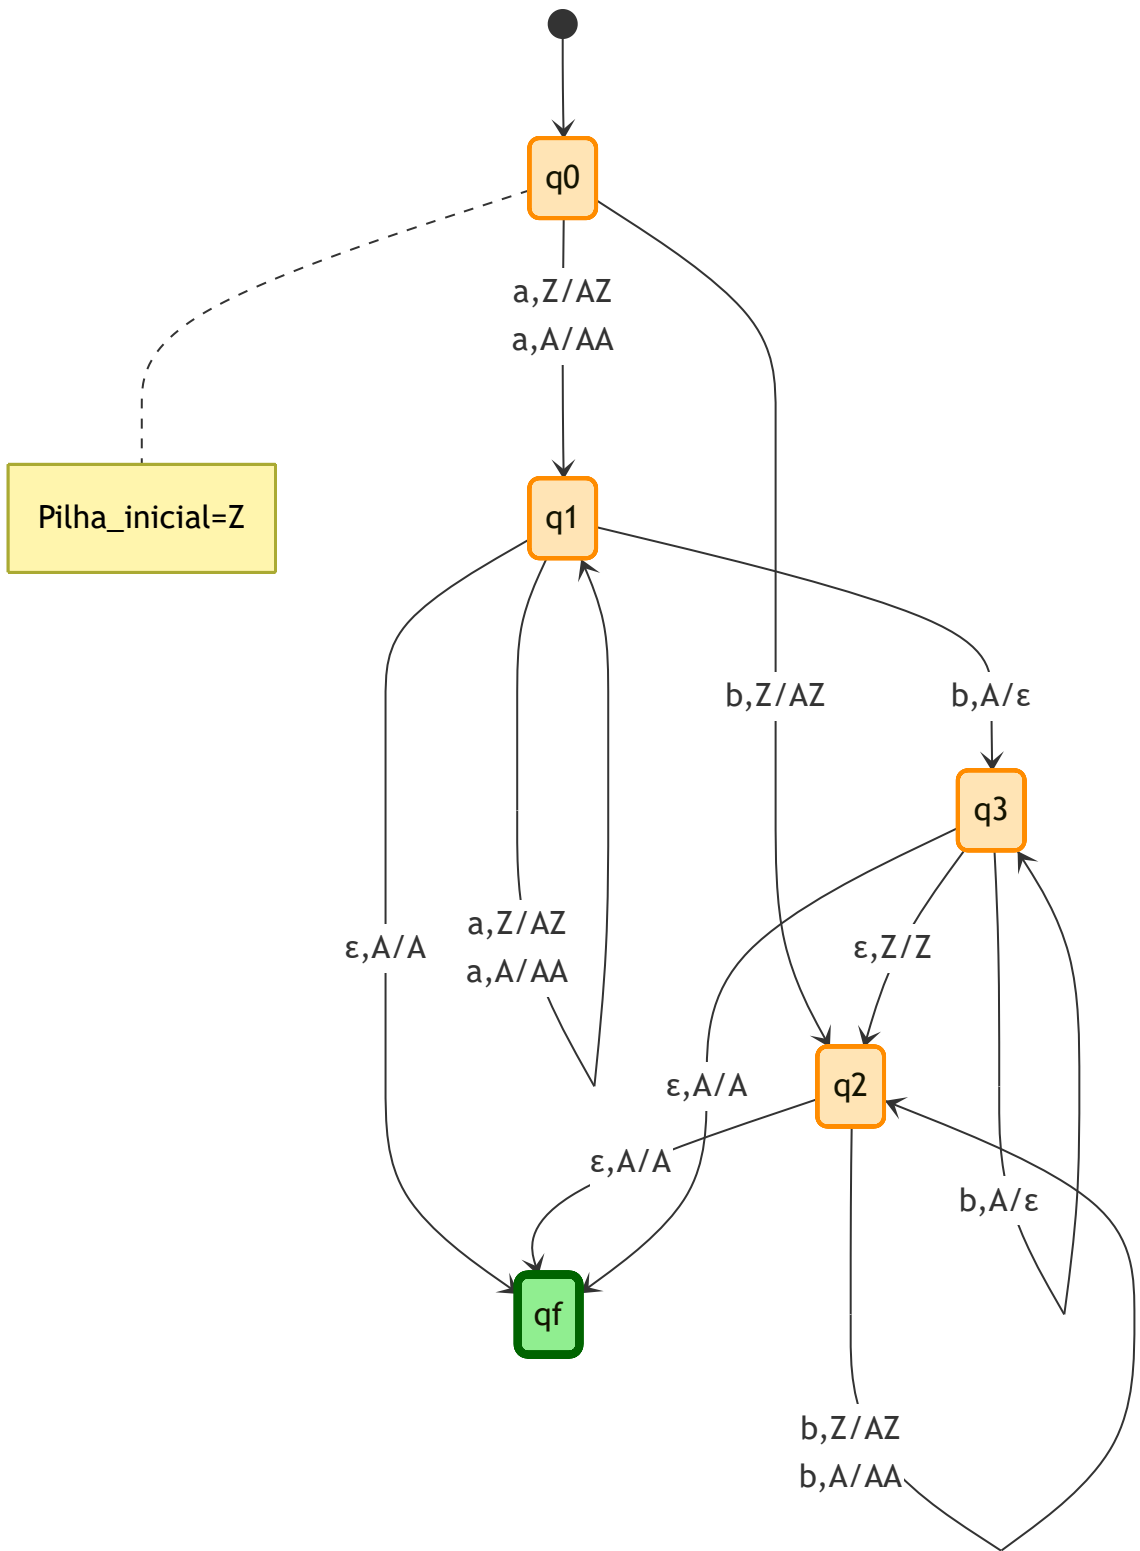 q0
a,Z/AZ
a,A/AA
Pilha_inicial=Z
q1
b,Z/AZ
b,A/ε
q3
a,Z/AZ
a,A/AA
ε,A/A
ε,Z/Z
ε,A/A
q2
ε,A/A
b,A/ε
qf
b,Z/AZ
b,A/AA